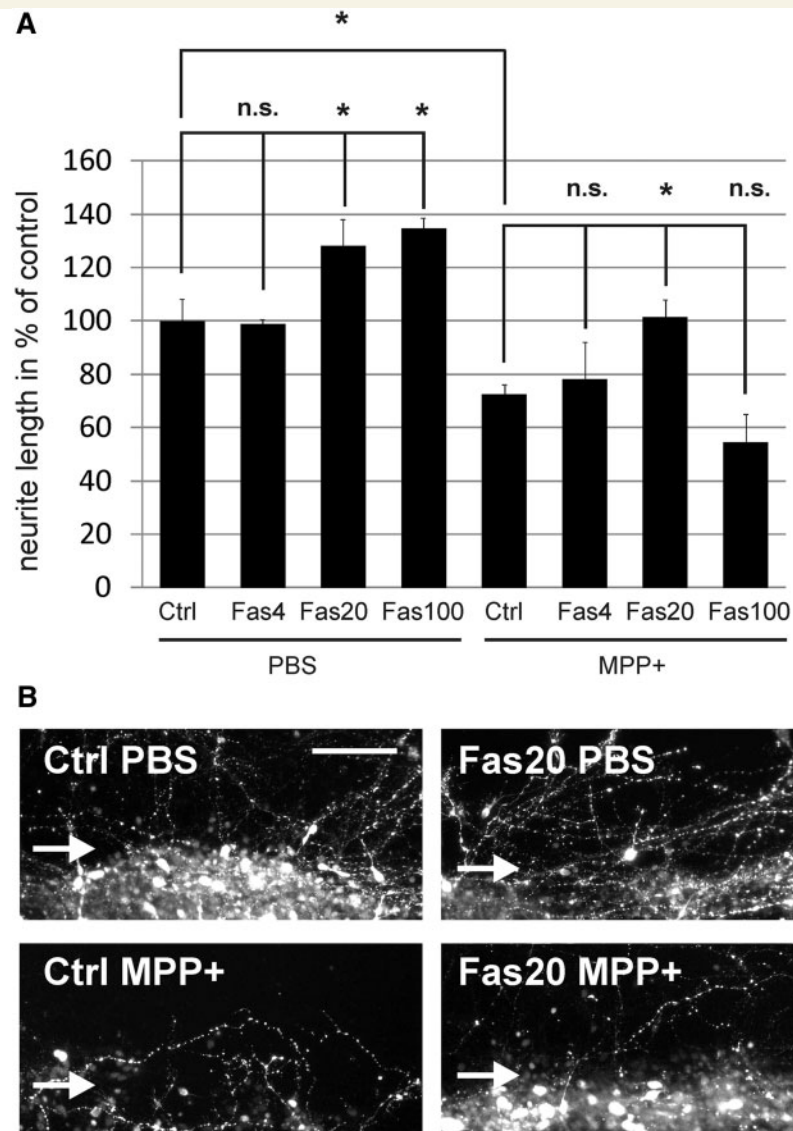 A
*
n.s. * *
160
140
n.s. * n.s.
120
100
80
60
40
20
0
neurite length in % of control
Ctrl Fas4 Fas20 Fas100 Ctrl Fas4 Fas20 Fas100
PBS MPP+
B
Ctrl PBS Fas20 PBS
Ctrl MPP+ Fas20 MPP+